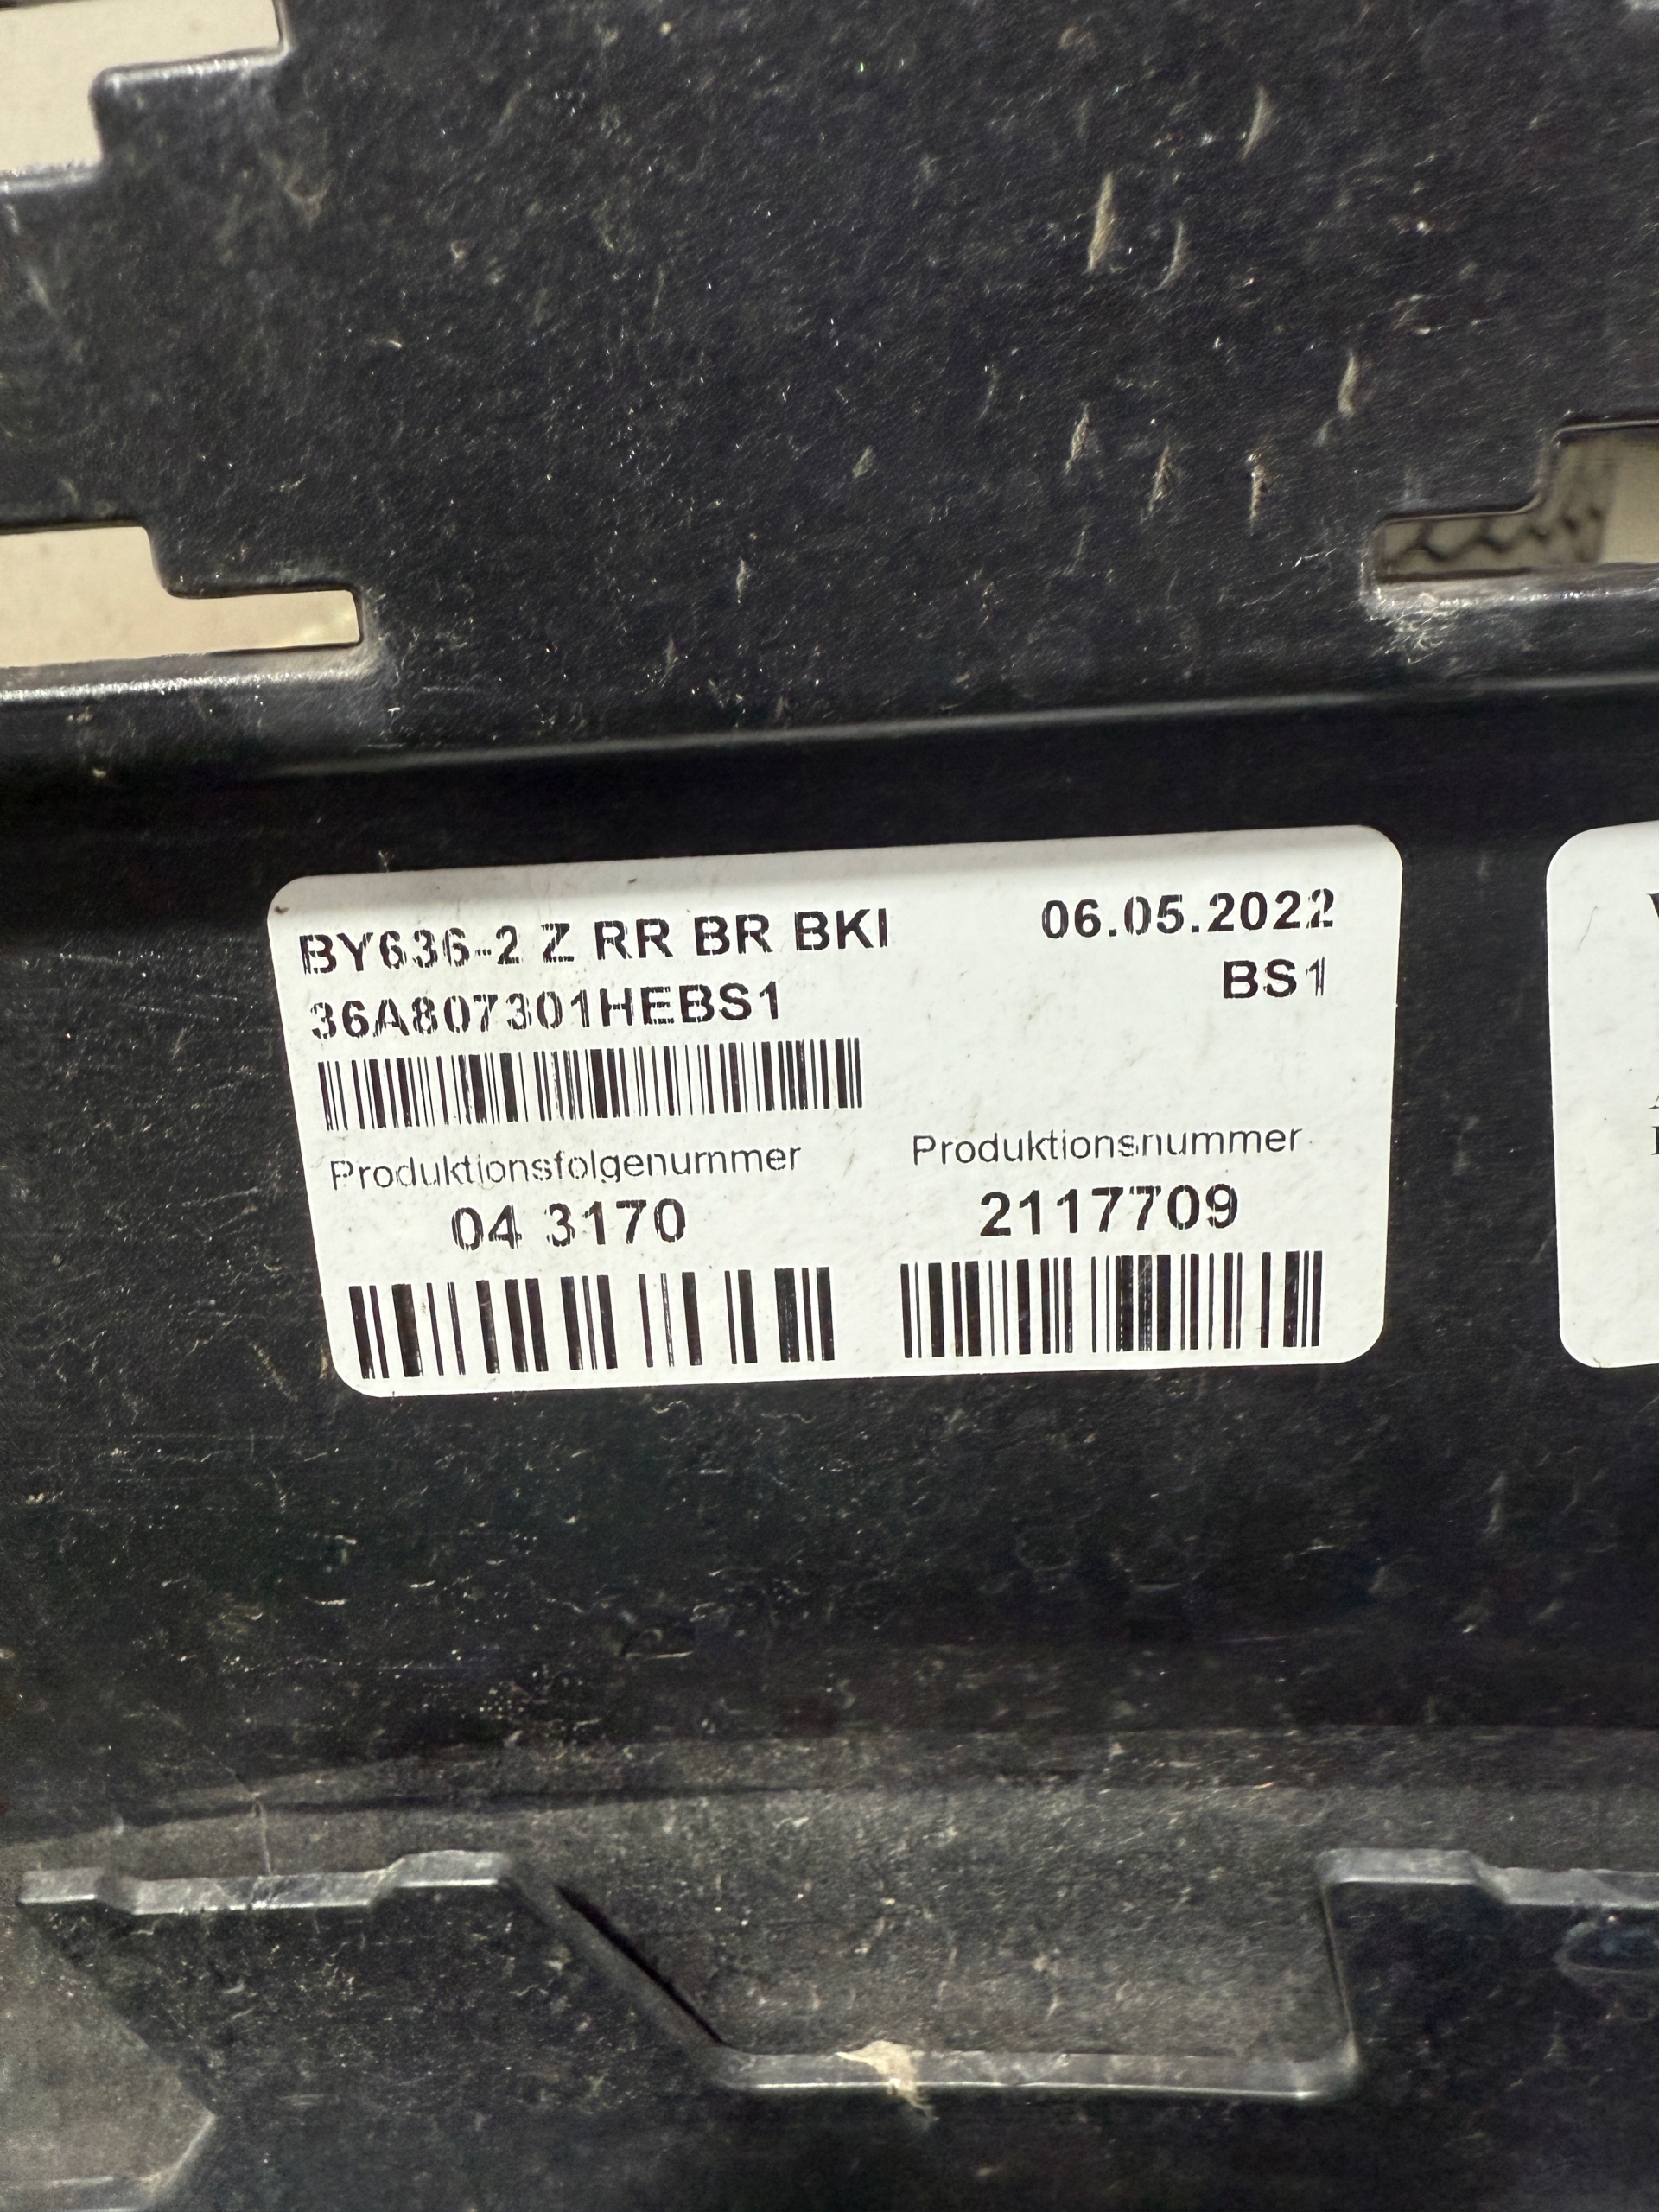 BY636-2 Z RR BR BKI
06.05.2022
36A807301HEBS1
BS1
Produktionsfolgenummer
Produktionsnummer
04 3170
2117709